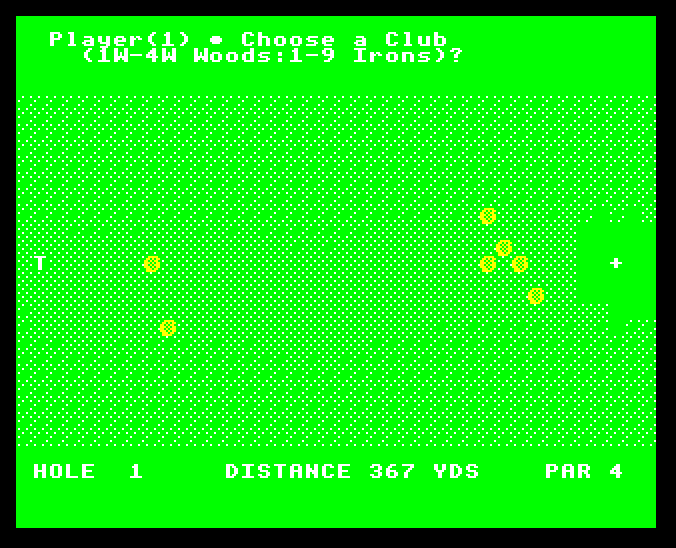 Player(1) • Choose a Club
(1W-4W Woods:1-9 Irons)?
T
+
HOLE 1 DISTANCE 367 YDS PAR 4